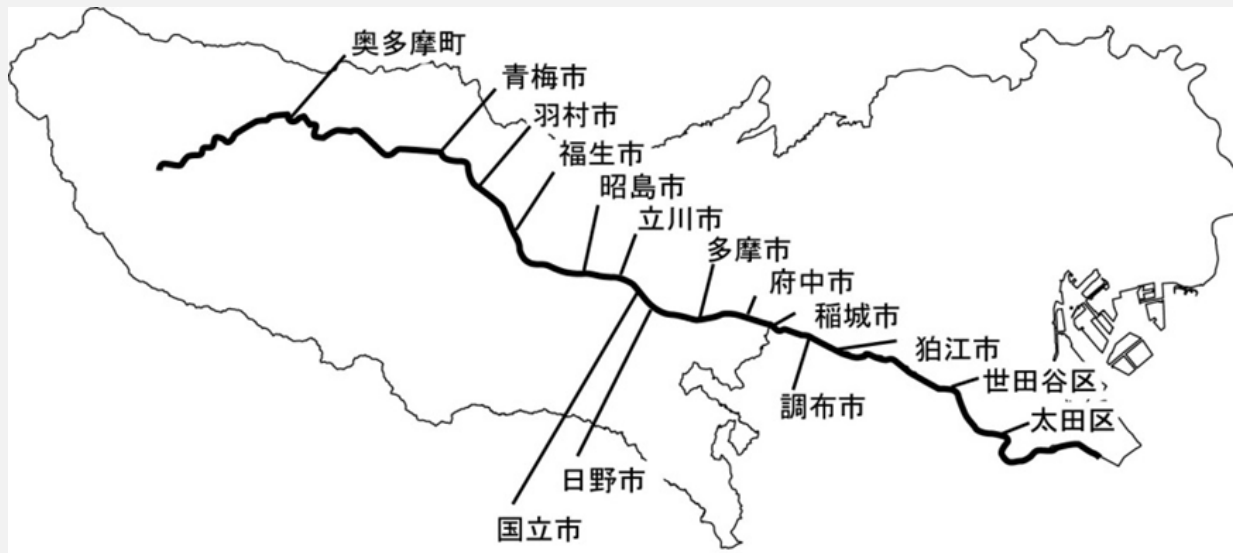 奥多摩町
青梅市
羽村市
福生市
昭島市
立川市
多摩市
府中市
稲城市
狛江市
世田谷区
調布市
太田区
日野市
国立市